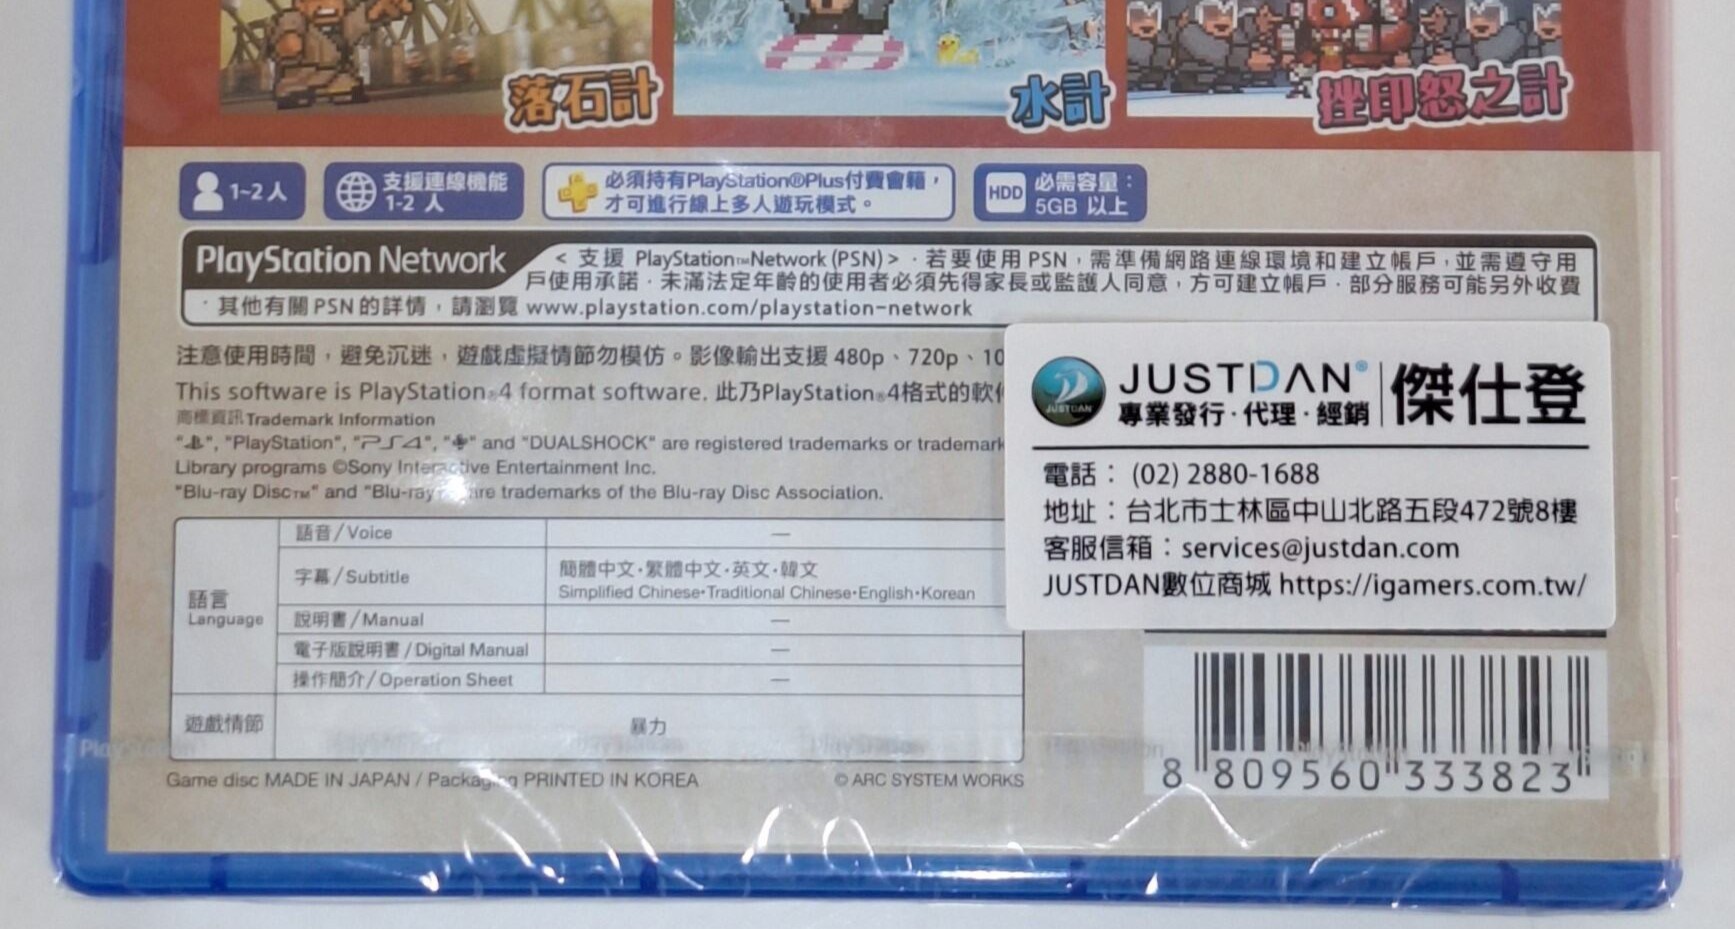 落石計
水計
挫印怒之計
1~2 人
支援連線機能
1-2 人
必須持有PlayStation®Plus付費會籍，
才可進行線上多人遊玩模式。
HDD
必需容量：
5GB 以上
PlayStation Network
< 支援 PlayStation™Network (PSN) > · 若要使用 PSN，需準備網路連線環境和建立帳戶，並需遵守用
戶使用承諾 · 未滿法定年齡的使用者必須先得家長或監護人同意，方可建立帳戶 · 部分服務可能另外收費
· 其他有關 PSN 的詳情，請瀏覽 www.playstation.com/playstation-network
注意使用時間，避免沉迷，遊戲虛擬情節勿模仿。影像輸出支援 480p、720p、10
This software is PlayStation®4 format software. 此乃PlayStation®4格式的軟
商標資訊 Trademark Information
"PlayStation", "PS4", and "DUALSHOCK" are registered trademarks or trademark
Library programs ©Sony Interactive Entertainment Inc.
"Blu-ray Disc™" and "Blu-ray™" are trademarks of the Blu-ray Disc Association.
語言
Language
語音/Voice
—
字幕/Subtitle
簡體中文·繁體中文·英文·韓文
Simplified Chinese·Traditional Chinese·English·Korean
說明書/Manual
—
電子版說明書/Digital Manual
—
操作簡介/Operation Sheet
—
遊戲情節
暴力
Game disc MADE IN JAPAN / Packaging PRINTED IN KOREA
© ARC SYSTEM WORKS
JUSTDAN
JUSTDAN®
專業發行·代理·經銷
傑仕登
電話： (02) 2880-1688
地址：台北市士林區中山北路五段472號8樓
客服信箱：services@justdan.com
JUSTDAN數位商城 https://igamers.com.tw/
8 809560 333823
PlayStation